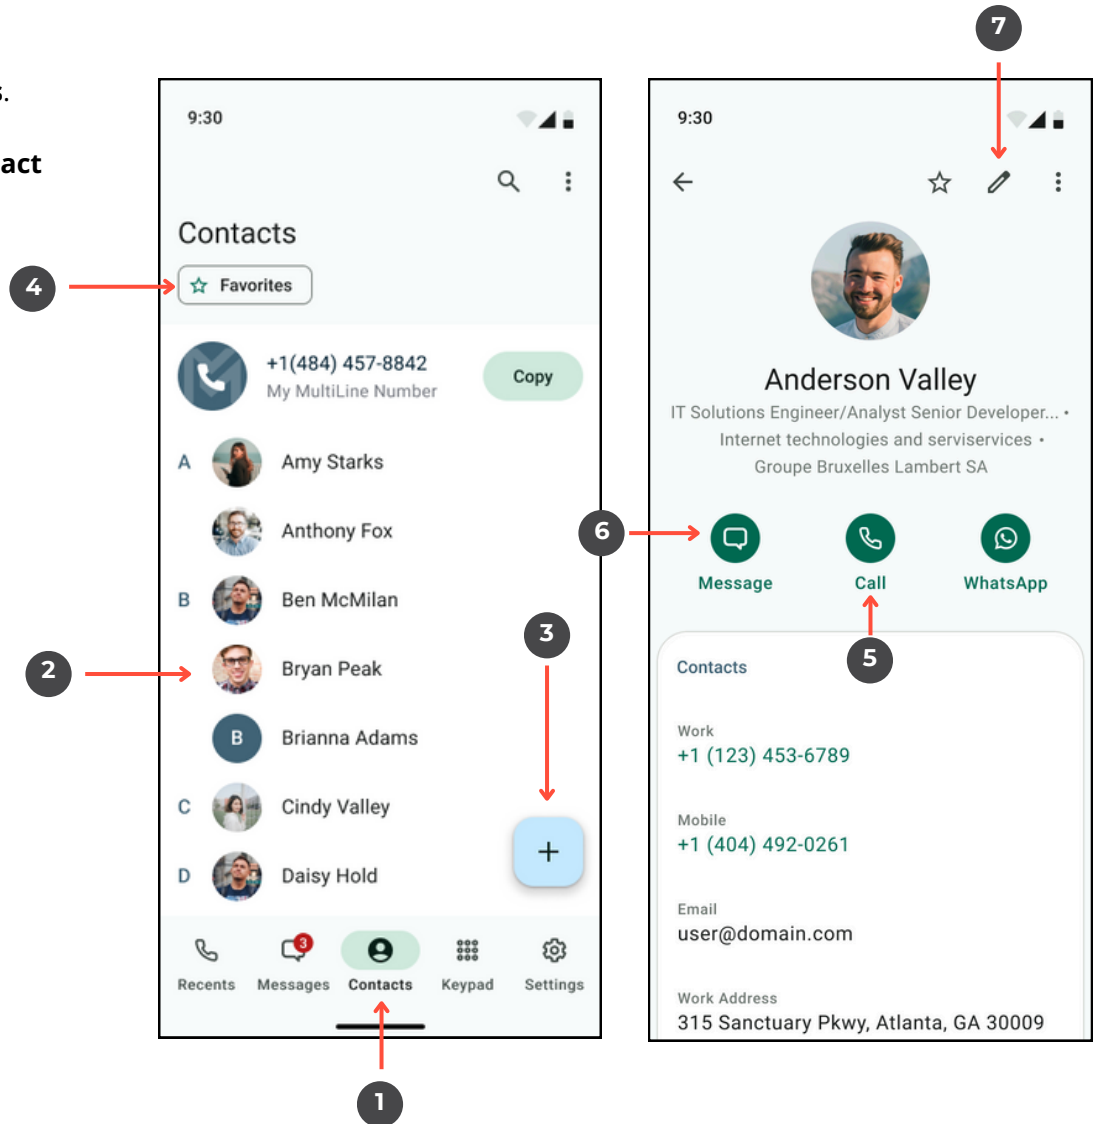 s.
act
7
9:30
Contacts
4
Favorites
+1(484) 457-8842
My MultiLine Number
Copy
A
Amy Starks
Anthony Fox
B
Ben McMilan
3
2
Bryan Peak
B
Brianna Adams
C
Cindy Valley
+
D
Daisy Hold
3
Recents
Messages
Contacts
Keypad
Settings
1
9:30
Anderson Valley
IT Solutions Engineer/Analyst Senior Developer... •
Internet technologies and serviservices •
Groupe Bruxelles Lambert SA
6
Message
Call
WhatsApp
5
Contacts
Work
+1 (123) 453-6789
Mobile
+1 (404) 492-0261
Email
user@domain.com
Work Address
315 Sanctuary Pkwy, Atlanta, GA 30009